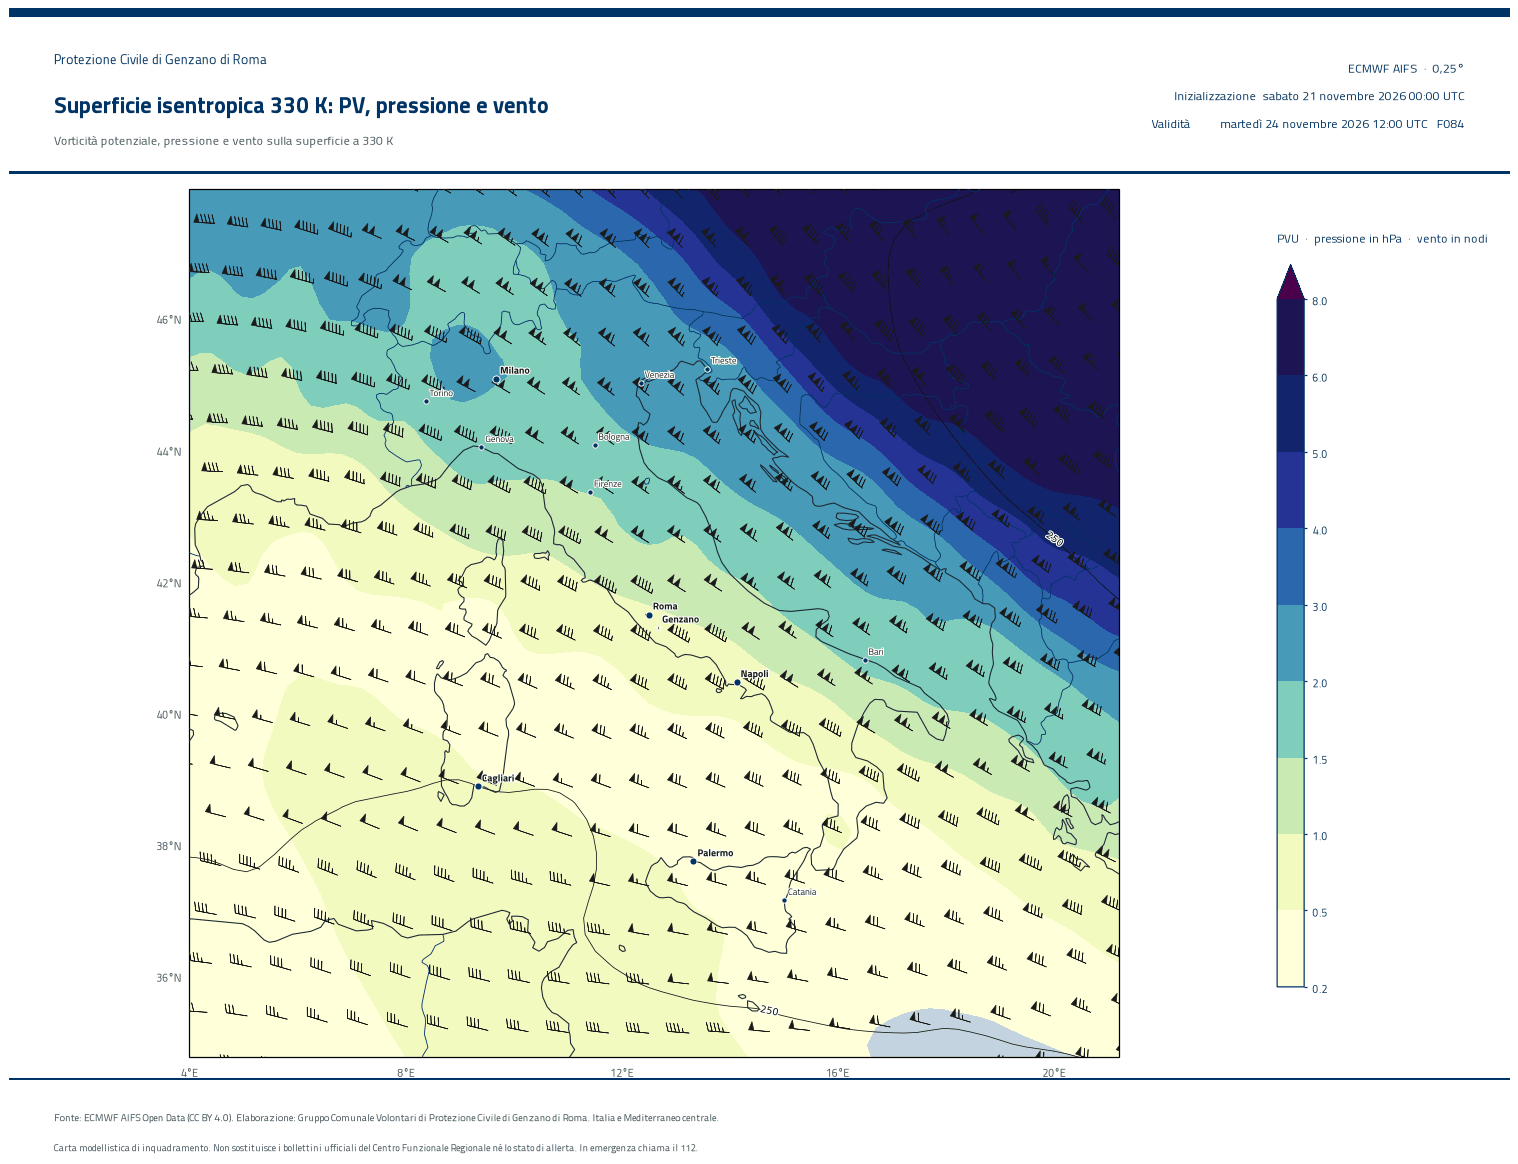 Protezione Civile di Genzano di Roma
Superficie isentropica 330 K: PV, pressione e vento
Vorticità potenziale, pressione e vento sulla superficie a 330 K
ECMWF AIFS · 0,25°
Inizializzazione sabato 21 novembre 2026 00:00 UTC
Validità martedì 24 novembre 2026 12:00 UTC F084
PVU · pressione in hPa · vento in nodi
8.0
6.0
5.0
4.0
3.0
2.0
1.5
1.0
0.5
0.2
46°N
44°N
42°N
40°N
38°N
36°N
4°E
8°E
12°E
16°E
20°E
Trieste
Venezia
Milano
Torino
Genova
Bologna
Firenze
250
Roma
Genzano
Bari
Napoli
Cagliari
Palermo
Catania
250
Fonte: ECMWF AIFS Open Data (CC BY 4.0). Elaborazione: Gruppo Comunale Volontari di Protezione Civile di Genzano di Roma. Italia e Mediterraneo centrale.
Carta modellistica di inquadramento. Non sostituisce i bollettini ufficiali del Centro Funzionale Regionale né lo stato di allerta. In emergenza chiama il 112.